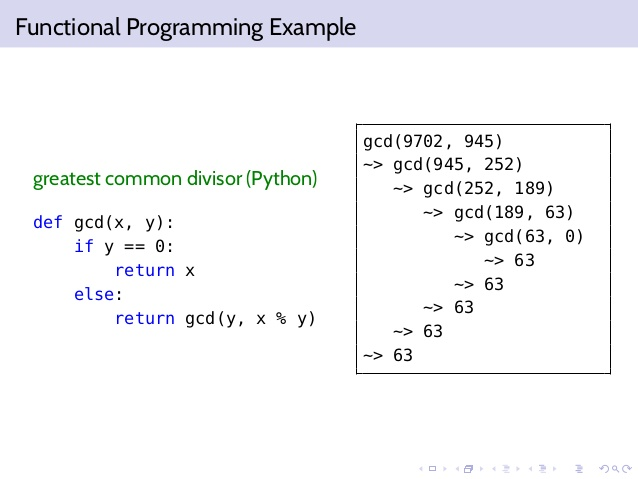 Functional Programming Example
greatest common divisor (Python)
def gcd(x, y):
    if y == 0:
        return x
    else:
        return gcd(y, x % y)
gcd(9702, 945)
~> gcd(945, 252)
   ~> gcd(252, 189)
      ~> gcd(189, 63)
         ~> gcd(63, 0)
            ~> 63
         ~> 63
      ~> 63
   ~> 63
~> 63